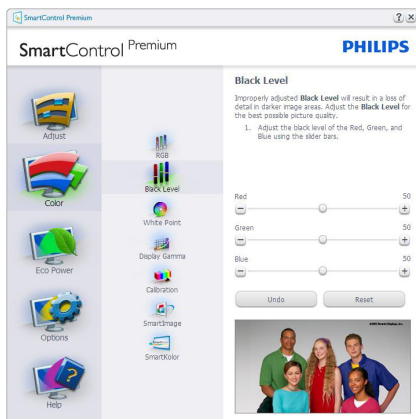 SmartControl Premium
SmartControl Premium
PHILIPS
Adjust
Color
Eco Power
Options
Help
RGB
Black Level
White Point
Display Gamma
Calibration
SmartImage
SmartKolor
Black Level
Improperly adjusted Black Level will result in a loss of
detail in darker image areas. Adjust the Black Level for
the best possible picture quality.
1. Adjust the black level of the Red, Green, and
Blue using the slider bars.
Red 50
Green 50
Blue 50
Undo Reset